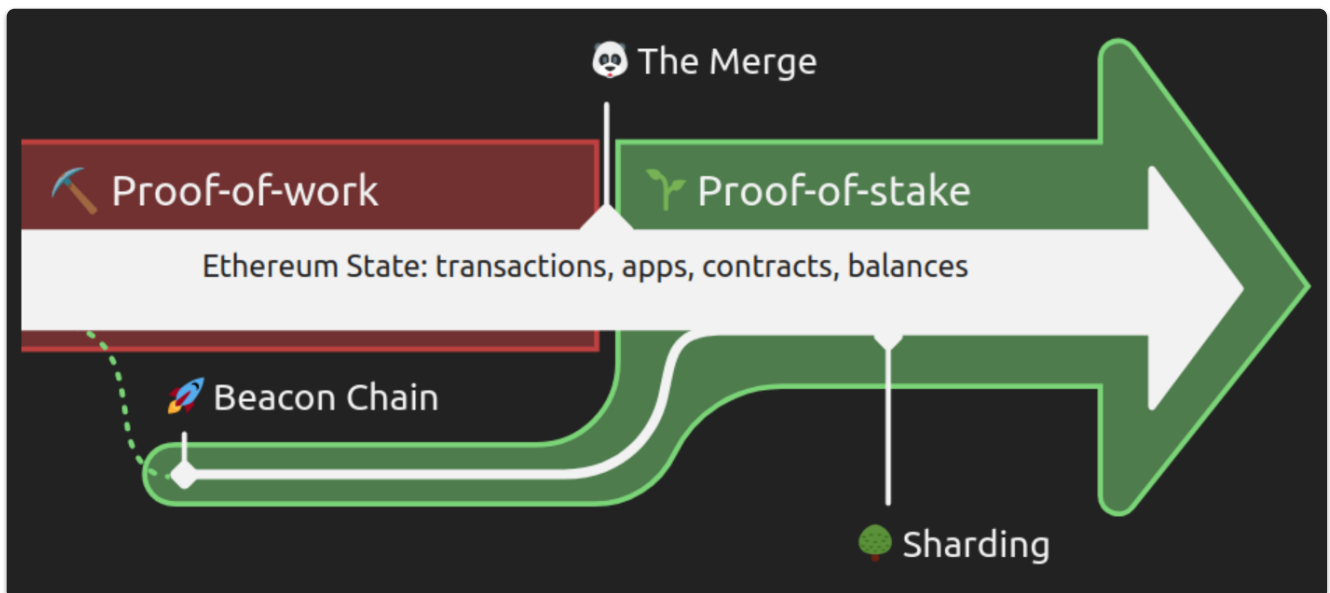 The Merge
Proof-of-work
Proof-of-stake
Ethereum State: transactions, apps, contracts, balances
Beacon Chain
Sharding